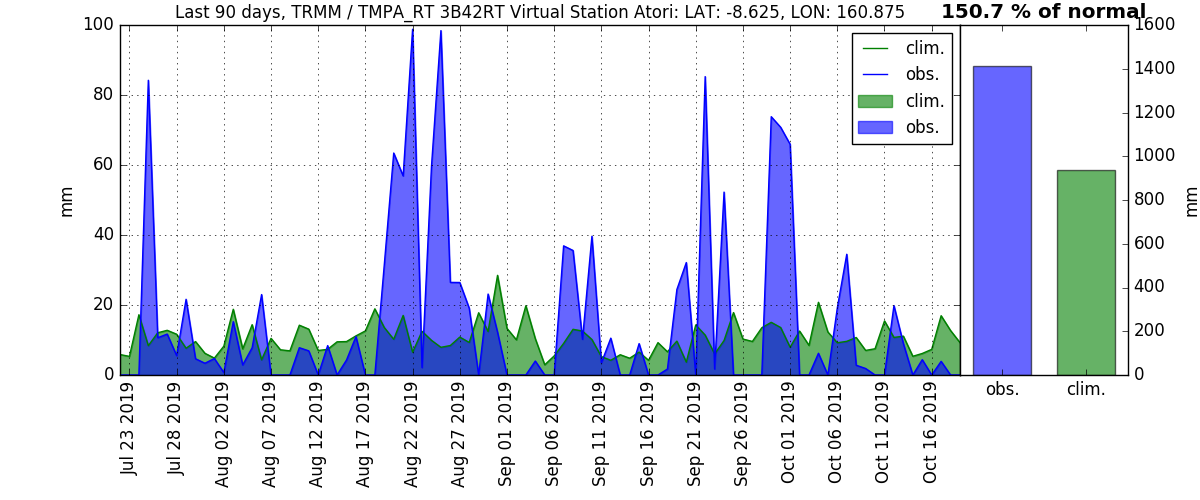 Last 90 days, TRMM / TMPA_RT 3B42RT Virtual Station Atori: LAT: -8.625, LON: 160.875
150.7 % of normal
mm
100
80
60
40
20
0
clim.
obs.
clim.
obs.
1600
1400
1200
1000
800
600
400
200
0
mm
Jul 23 2019
Jul 28 2019
Aug 02 2019
Aug 07 2019
Aug 12 2019
Aug 17 2019
Aug 22 2019
Aug 27 2019
Sep 01 2019
Sep 06 2019
Sep 11 2019
Sep 16 2019
Sep 21 2019
Sep 26 2019
Oct 01 2019
Oct 06 2019
Oct 11 2019
Oct 16 2019
obs.
clim.